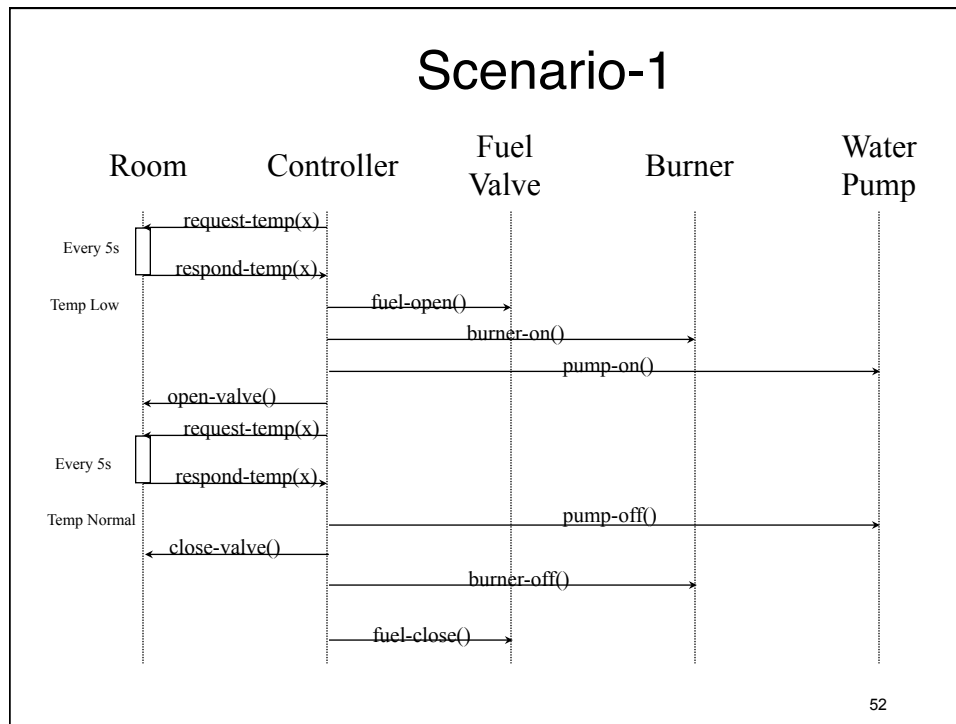 Scenario-1
Room
Controller
Fuel
Valve
Burner
Water
Pump
request-temp(x)
Every 5s
respond-temp(x)
Temp Low
fuel-open()
burner-on()
pump-on()
open-valve()
request-temp(x)
Every 5s
respond-temp(x)
Temp Normal
pump-off()
close-valve()
burner-off()
fuel-close()
52